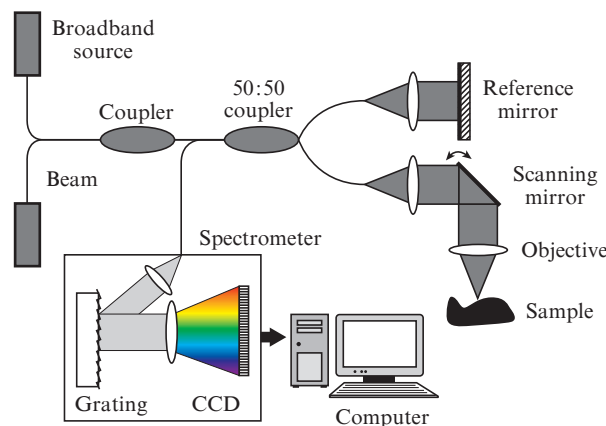 Broadband
source
50:50
coupler
Coupler
Reference
mirror
Beam
Scanning
mirror
Spectrometer
Objective
Sample
Grating
CCD
Computer